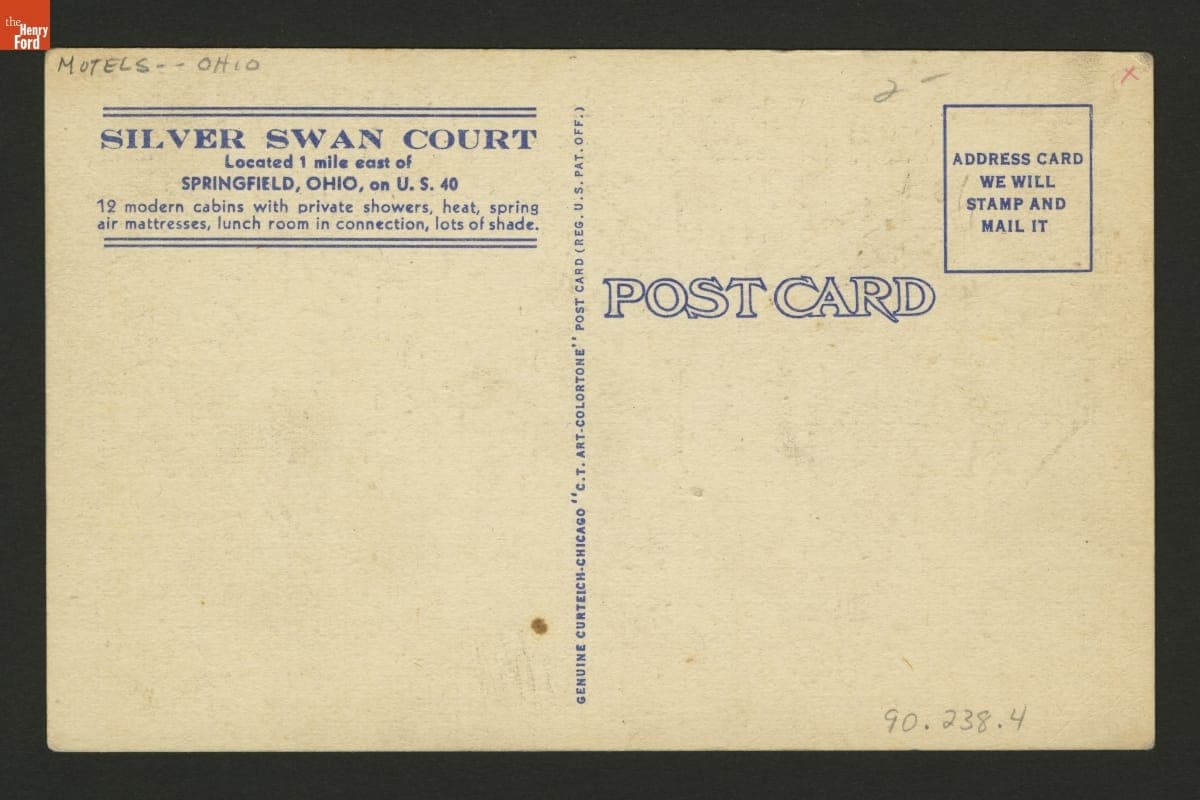 the
Henry
Ford
MOTELS-- OHIO
2-
x
SILVER SWAN COURT
Located 1 mile east of
SPRINGFIELD, OHIO, on U. S. 40
12 modern cabins with private showers, heat, spring
air mattresses, lunch room in connection, lots of shade.
GENUINE CURTEICH-CHICAGO "C.T. ART-COLORTONE" POST CARD (REG. U.S. PAT. OFF.)
ADDRESS CARD
WE WILL
STAMP AND
MAIL IT
POST CARD
90.238.4